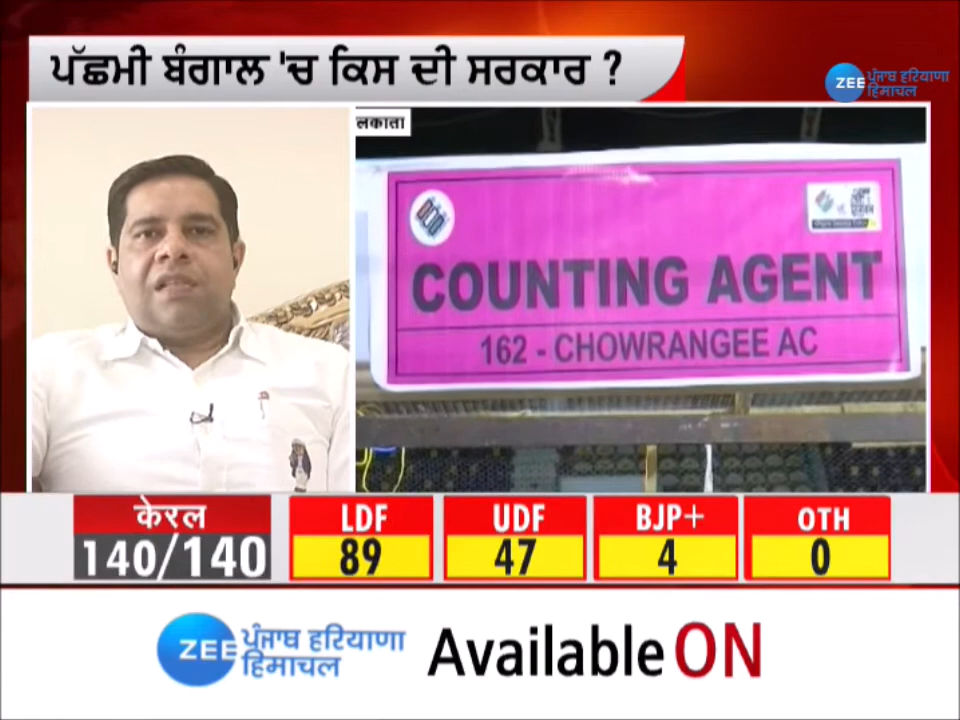 ਪੱਛਮੀ ਬੰਗਾਲ 'ਚ ਕਿਸ ਦੀ ਸਰਕਾਰ ?
ZEE ਪੰਜਾਬ ਹਰਿਆਣਾ
ਹਿਮਾਚਲ
लकाता
COUNTING AGENT
162 - CHOWRANGEE AC
केरल
140/140
LDF
89
UDF
47
BJP+
4
OTH
0
ZEE ਪੰਜਾਬ ਹਰਿਆਣਾ
ਹਿਮਾਚਲ
Available ON